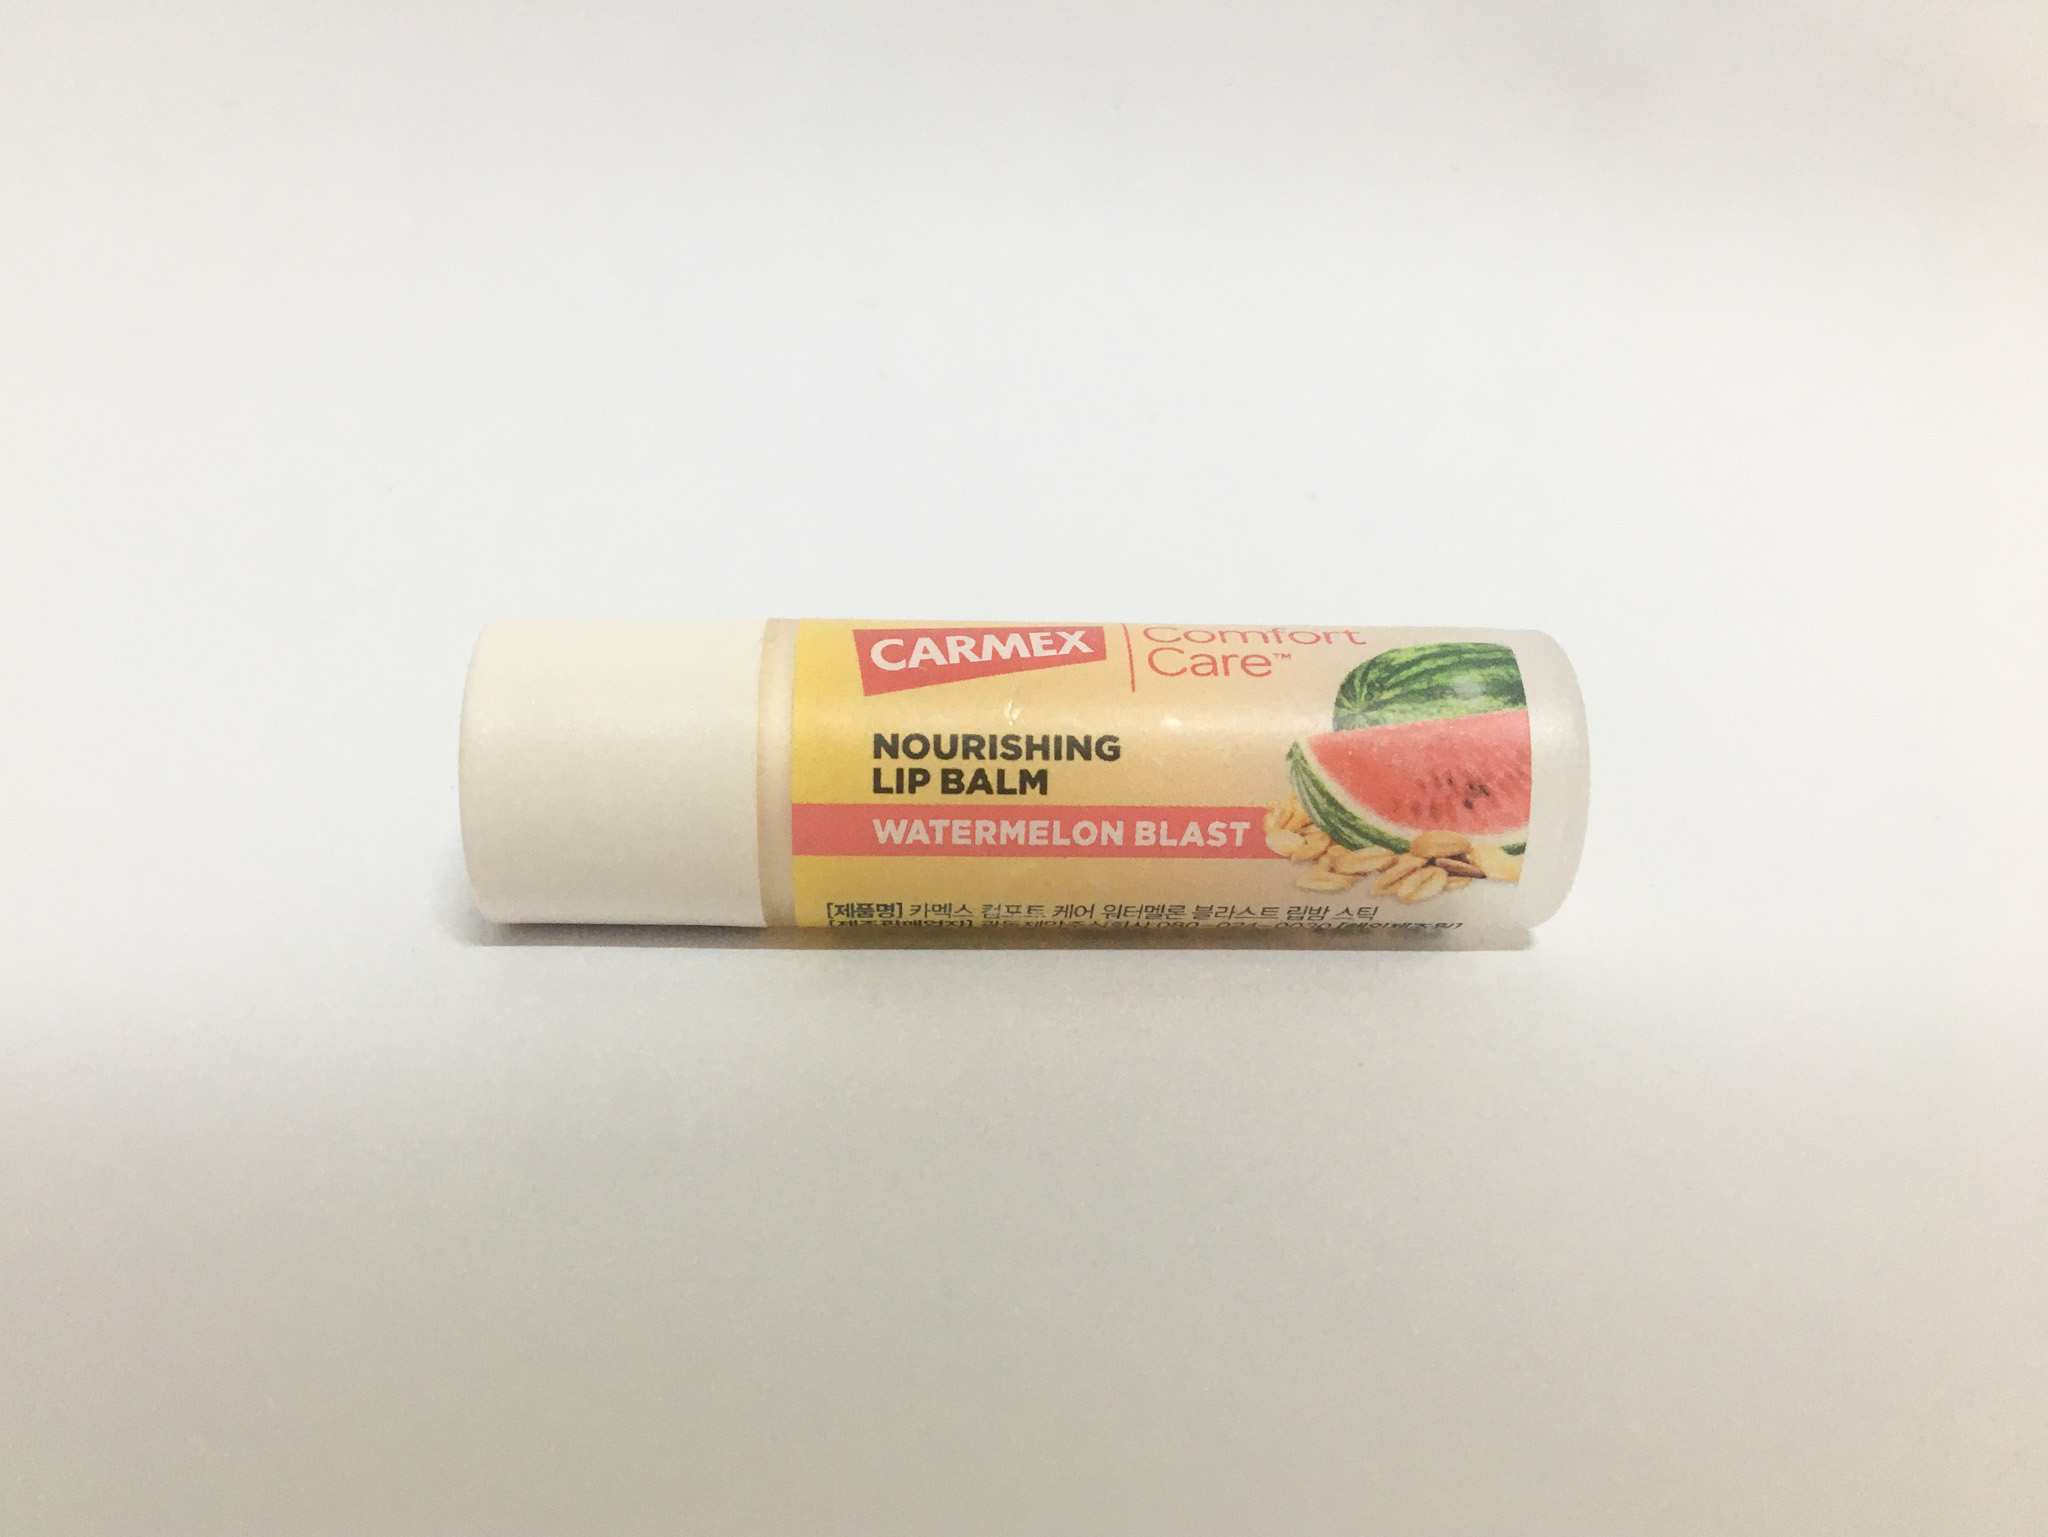 CARMEX
Comfort
Care™
NOURISHING
LIP BALM
WATERMELON BLAST
[제품명] 카멕스 컴포트 케어 워터멜론 블라스트 립밤 스틱